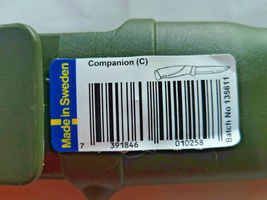 Companion (C)
Made in Sweden
Batch No 135611
7 391846 010258